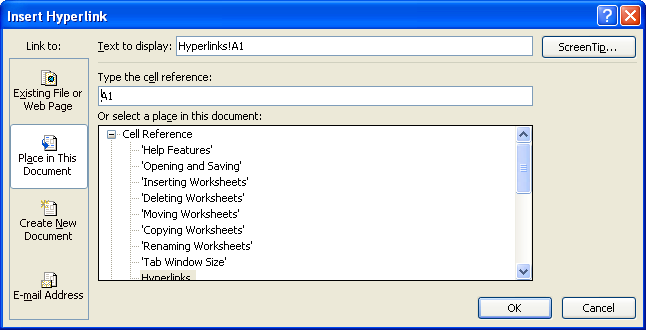 Insert Hyperlink
Link to:
Text to display: Hyperlinks!A1
ScreenTip...
Existing File or
Web Page
Place in This
Document
Create New
Document
E-mail Address
Type the cell reference:
A1
Or select a place in this document:
Cell Reference
'Help Features'
'Opening and Saving'
'Inserting Worksheets'
'Deleting Worksheets'
'Moving Worksheets'
'Copying Worksheets'
'Renaming Worksheets'
'Tab Window Size'
Hyperlinks
OK
Cancel